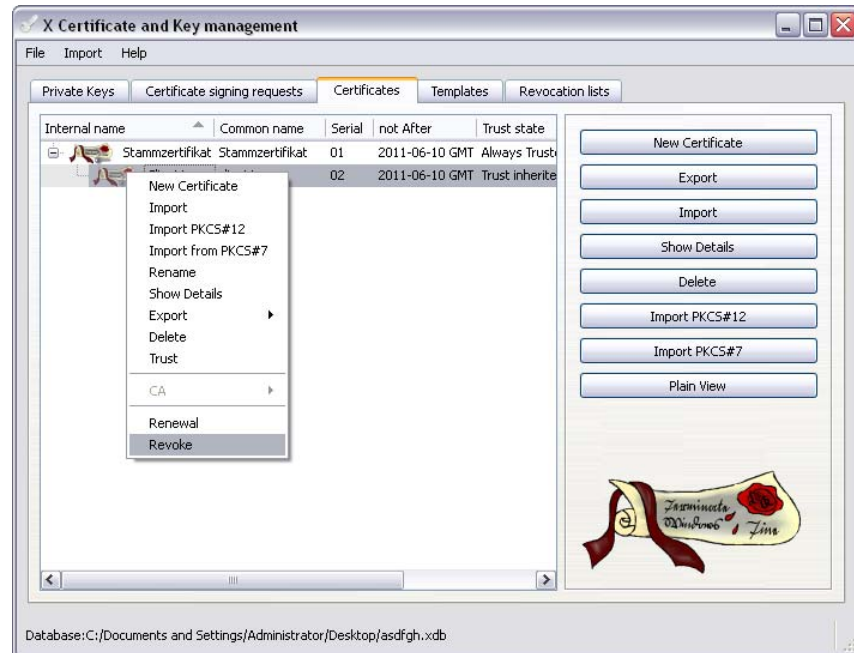 X Certificate and Key management
File Import Help
Private Keys Certificate signing requests Certificates Templates Revocation lists
Internal name Common name Serial not After Trust state
Stammzertifikat Stammzertifikat 01 2011-06-10 GMT Always Truste
02 2011-06-10 GMT Trust inherite
New Certificate
Import
Import PKCS#12
Import from PKCS#7
Rename
Show Details
Export
Delete
Trust
CA
Renewal
Revoke
New Certificate
Export
Import
Show Details
Delete
Import PKCS#12
Import PKCS#7
Plain View
Database:C:/Documents and Settings/Administrator/Desktop/asdfgh.xdb